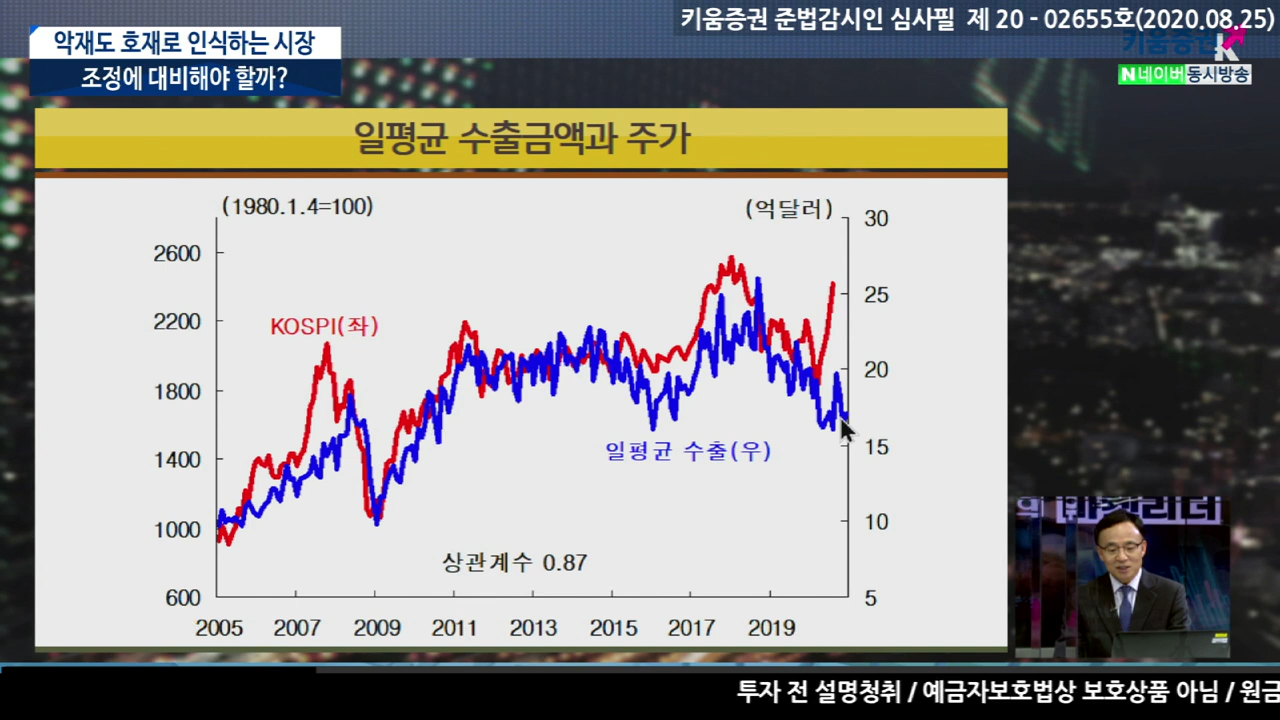 키움증권 준법감시인 심사필 제 20 - 02655호(2020.08.25)
악재도 호재로 인식하는 시장
조정에 대비해야 할까?
키움증권
N네이버 동시방송
일평균 수출금액과 주가
(1980.1.4=100)
(억달러)
30
2600
25
2200
KOSPI(좌)
20
1800
일평균 수출(우)
15
1400
10
1000
상관계수 0.87
600
5
2005
2007
2009
2011
2013
2015
2017
2019
투자 전 설명청취 / 예금자보호법상 보호상품 아님 / 원금